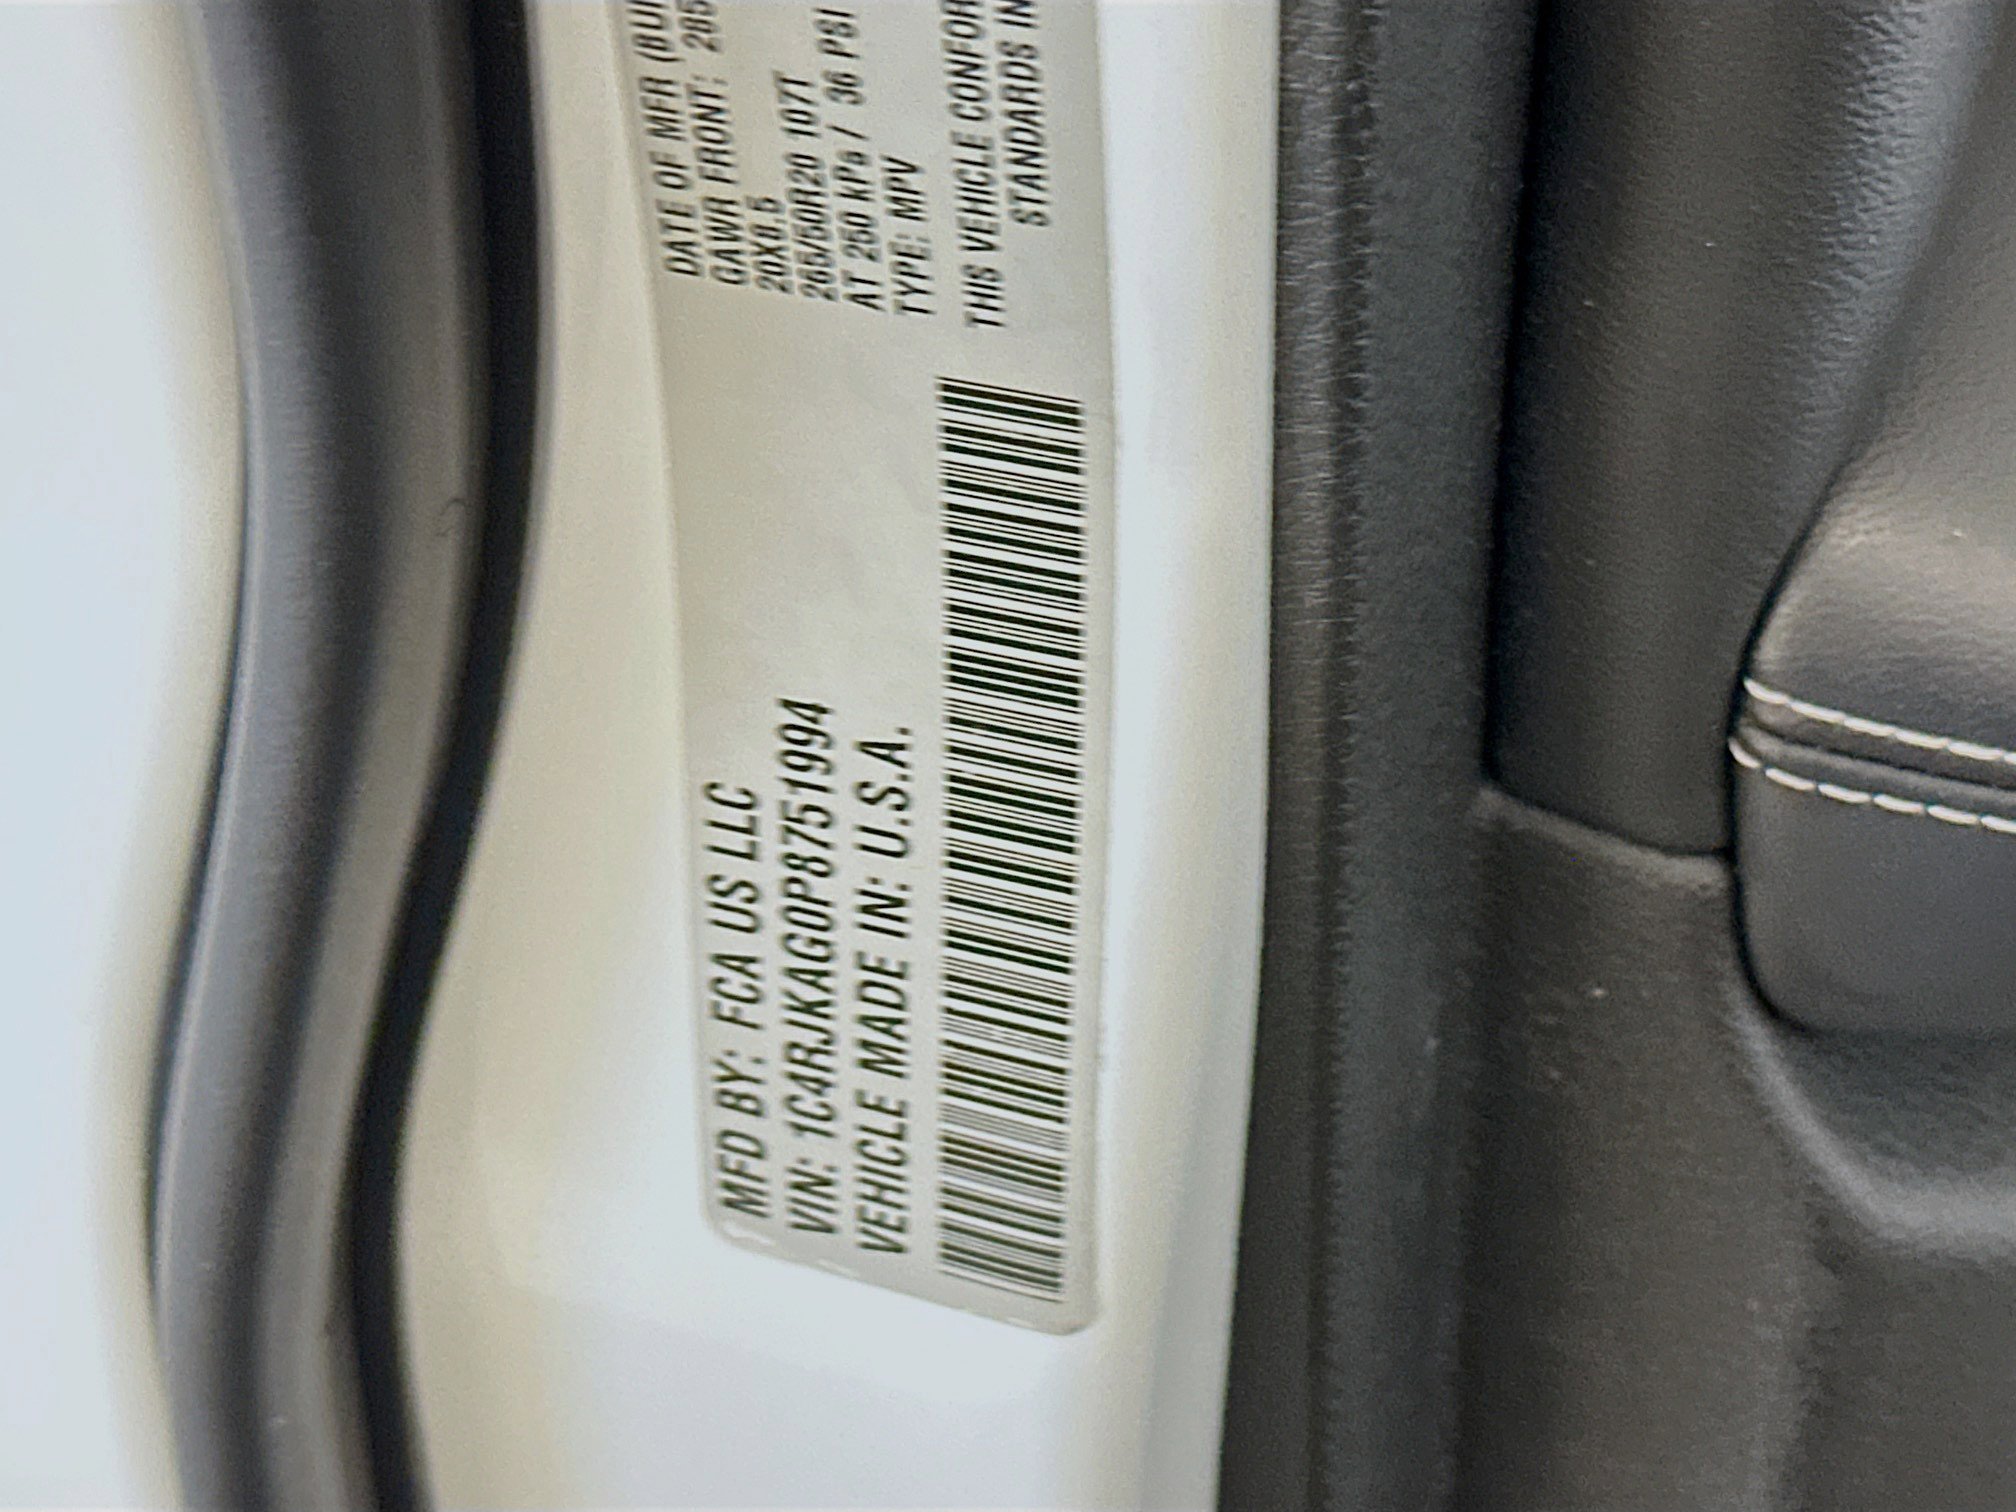 MFD BY: FCA US LLC
VIN: 1C4RJKAG0P8751994
VEHICLE MADE IN: U.S.A.
DATE OF MFR
GAWR FRONT:
20X8.5
265/50R20 107T
AT 250 kPa / 36 PSI
TYPE: MPV
THIS VEHICLE
STANDARDS IN